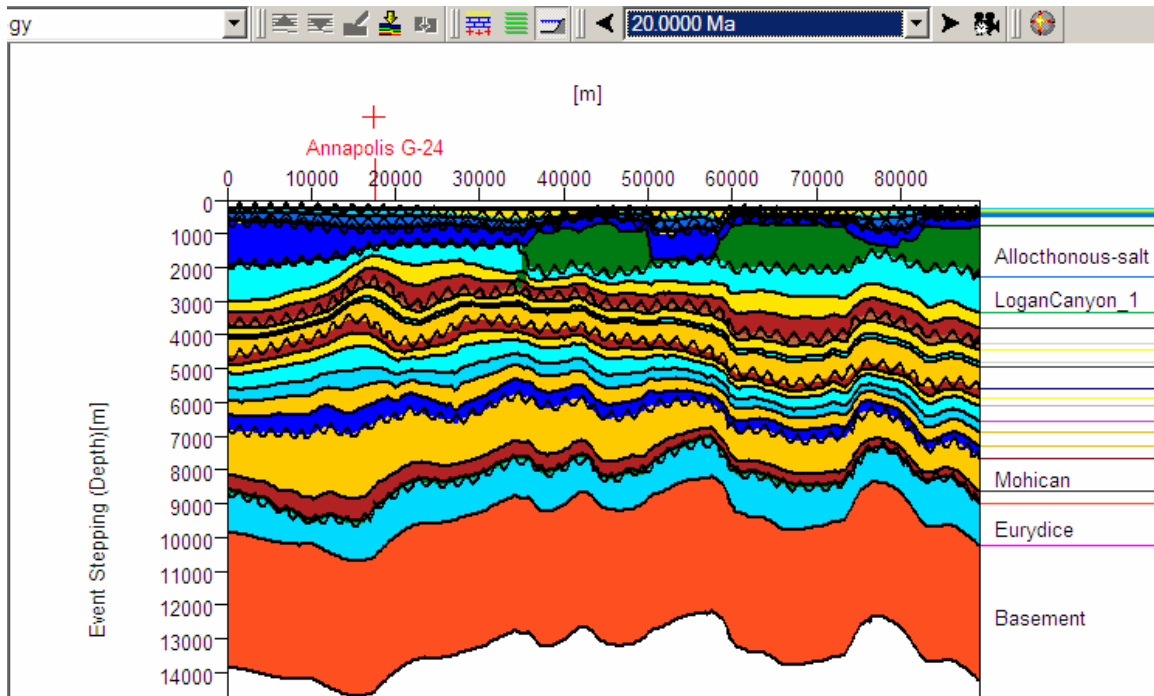 gy
20.0000 Ma
[m]
Annapolis G-24
0 10000 20000 30000 40000 50000 60000 70000 80000
0
1000
2000
3000
4000
5000
6000
7000
8000
9000
10000
11000
12000
13000
14000
Event Stepping (Depth)[m]
Allocthonous-salt
LoganCanyon_1
Mohican
Eurydice
Basement